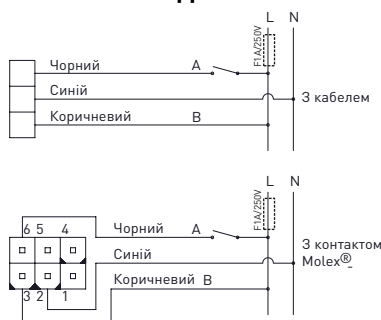 L N
F1A/250V
Чорний A
Синій
Коричневий B
З кабелем
L N
F1A/250V
6 5 4
Чорний A
Синій
Коричневий B
3 2 1
З контактом
Molex®